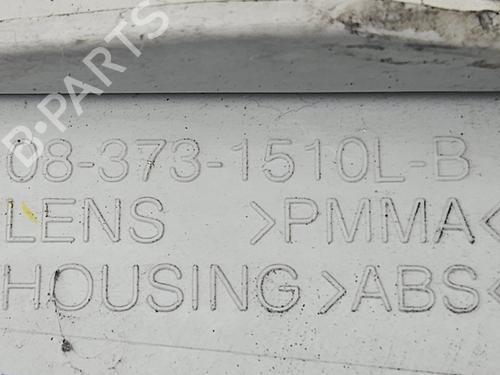 B-PARTS
08-373-1510L-B
LENS >PMMA<
HOUSING >ABS<